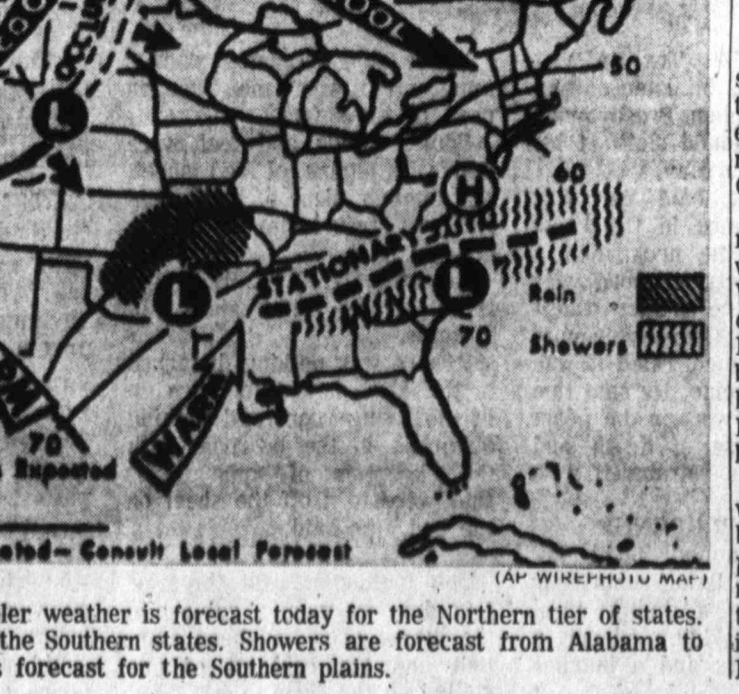 COOL
OCCLU
50
L
H
60
STATIONARY
L
L
Rain
70
Showers
WARM
70
Expected
Consult Local Forecast
(AP WIREPHOTO MAP)
ler weather is forecast today for the Northern tier of states.
the Southern states. Showers are forecast from Alabama to
s forecast for the Southern plains.